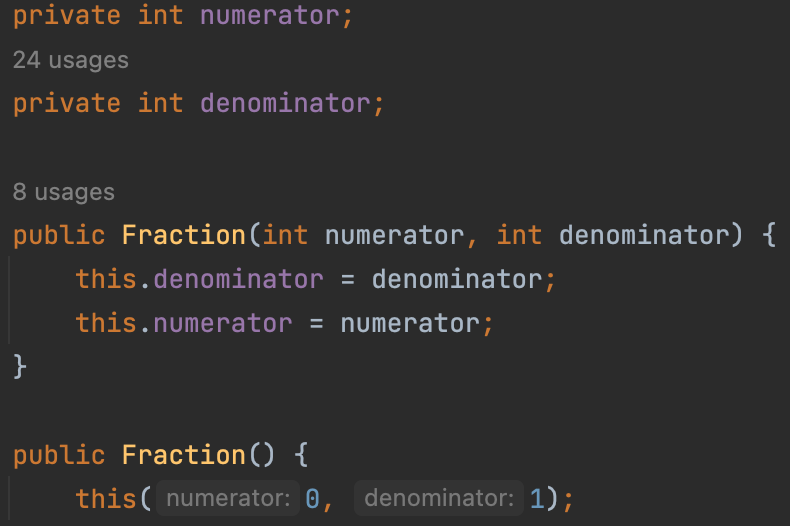 private int numerator;
24 usages
private int denominator;
8 usages
public Fraction(int numerator, int denominator) {
this.denominator = denominator;
this.numerator = numerator;
}
public Fraction() {
this( numerator: 0, denominator: 1);